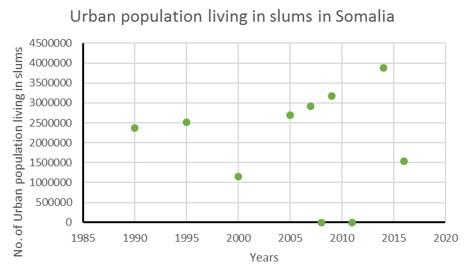 Urban population living in slums in Somalia
No. of Urban population living in slums
4500000
4000000
3500000
3000000
2500000
2000000
1500000
1000000
500000
0
1985 1990 1995 2000 2005 2010 2015 2020
Years